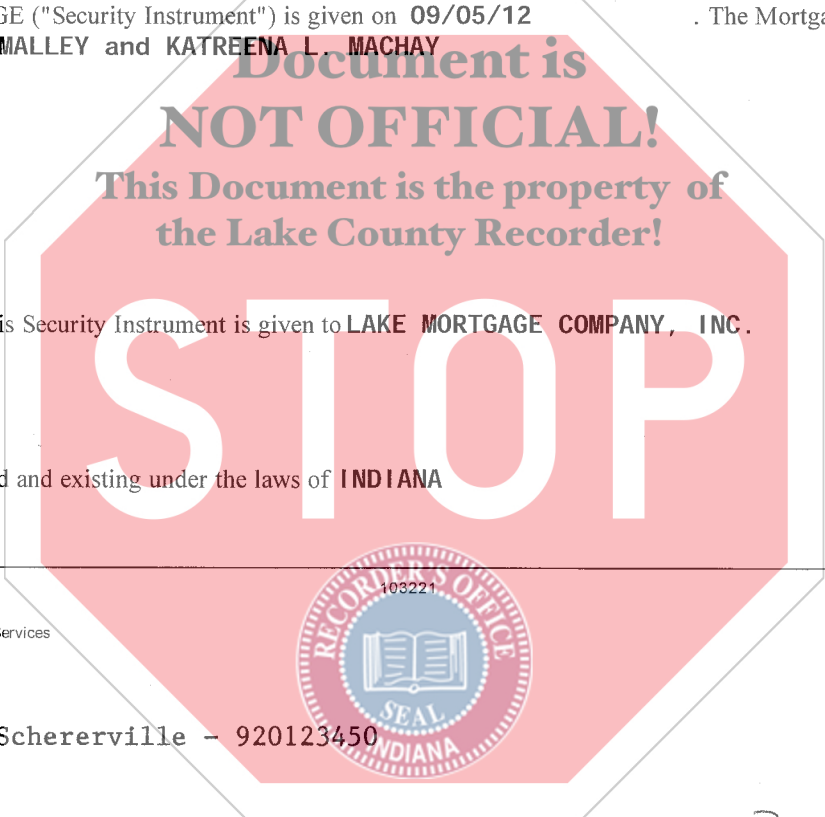 GE ("Security Instrument") is given on 09/05/12 . The Mortga
MALLEY and KATREENA L. MACHAY
Document is
NOT OFFICIAL!
This Document is the property of
the Lake County Recorder!
is Security Instrument is given to LAKE MORTGAGE COMPANY, INC.
STOP
d and existing under the laws of INDIANA
RECORDER'S OFFICE
103221
ervices
SEAL
Schererville - 920123450
INDIANA